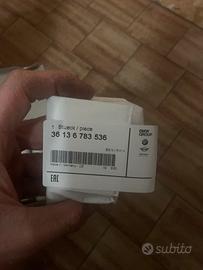 1 Stueck / piece
36 13 6 783 536
BMW
GROUP
EAC
subito